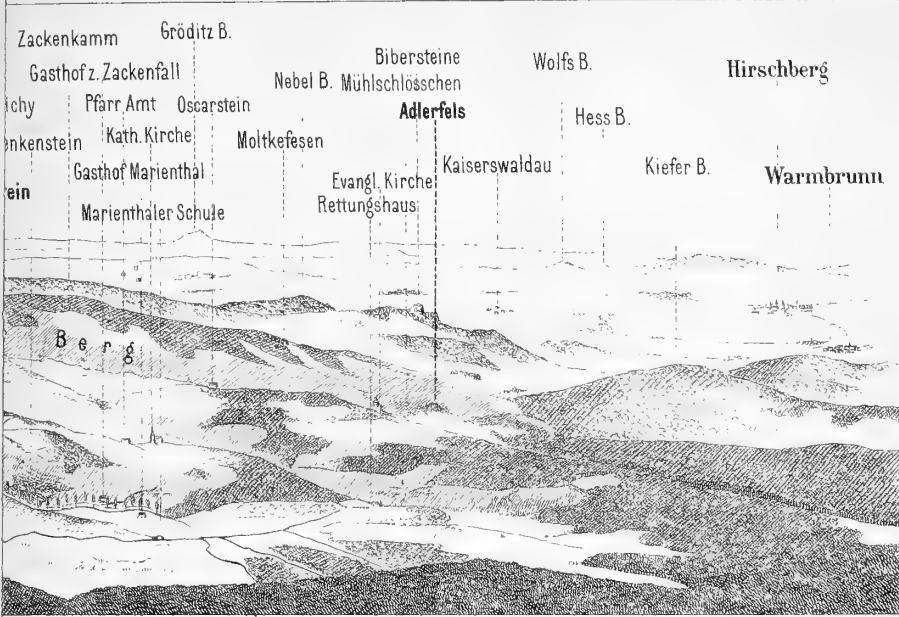 Zackenkamm
Gröditz B.
Gasthof z. Zackenfall
Nebel B.
Bibersteine
Mühlschlösschen
Wolfs B.
Hirschberg
ichy
Pfarr Amt
Oscarstein
Adlerfels
Hess B.
enkenstein
Kath. Kirche
Moltkefesen
Gasthof Marienthal
Evangl. Kirche
Kaiserswaldau
Kiefer B.
Warmbrunn
ein
Marienthaler Schule
Rettungshaus
Berg